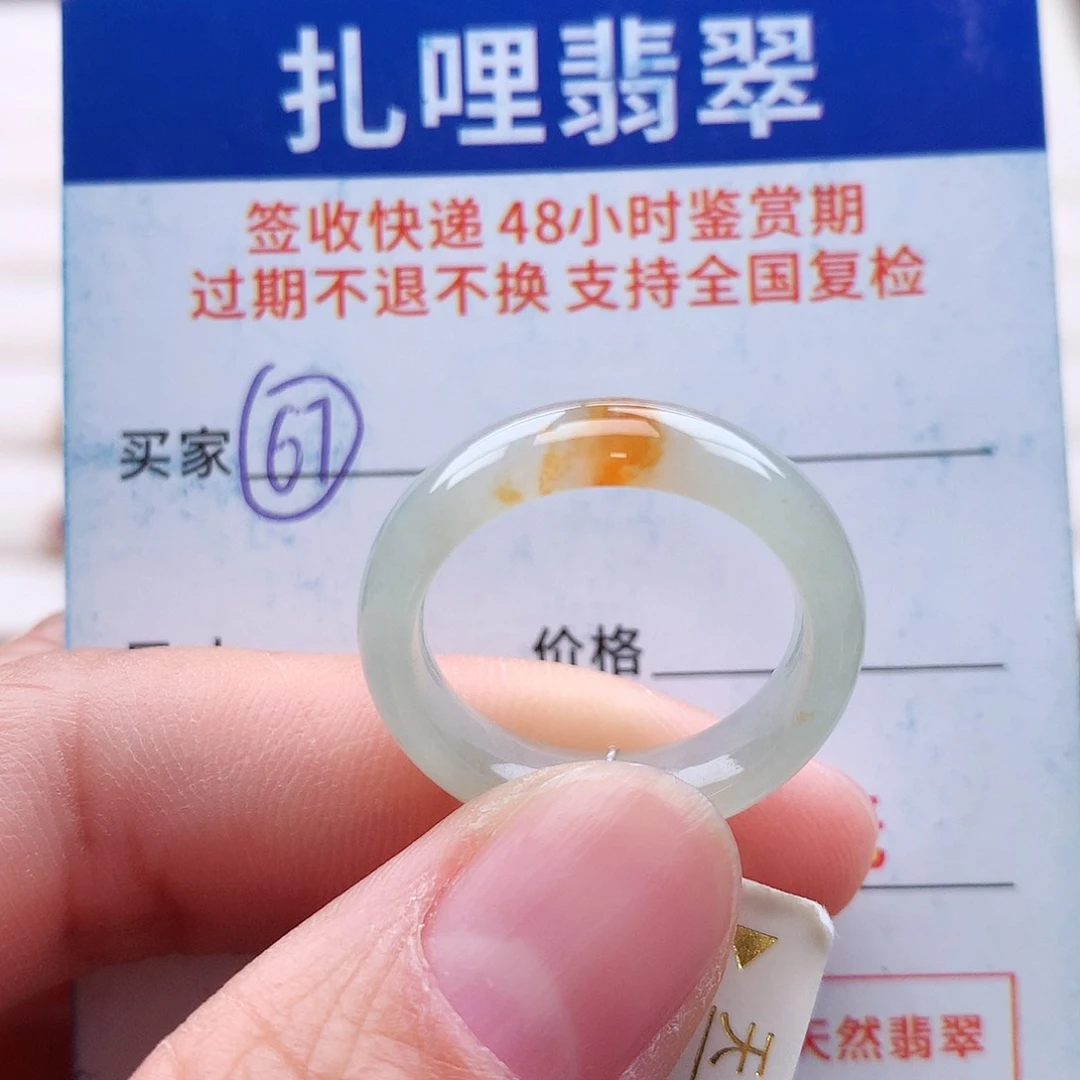 扎哩翡翠
签收快递 48小时鉴赏期
过期不退不换 支持全国复检
买家 67
价格
天然翡翠
天